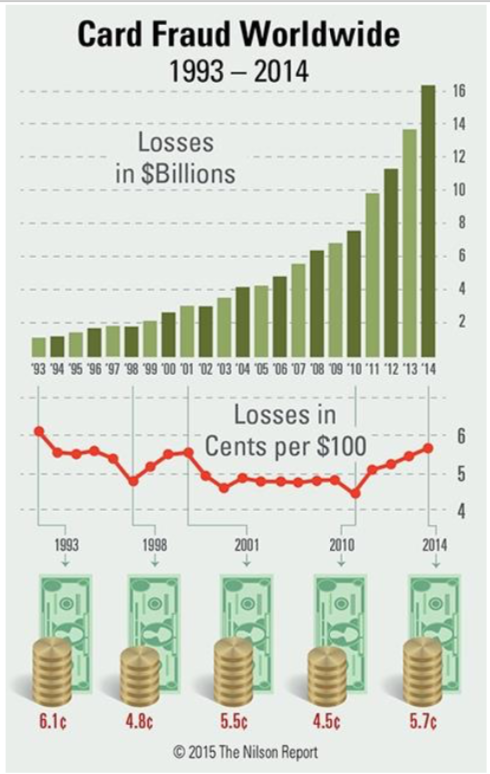 Card Fraud Worldwide
1993 – 2014
Losses
in $Billions
16
14
12
10
8
6
4
2
'93 '94 '95 '96 '97 '98 '99 '00 '01 '02 '03 '04 '05 '06 '07 '08 '09 '10 '11 '12 '13 '14
Losses in
Cents per $100
6
5
4
1993 1998 2001 2010 2014
6.1¢ 4.8¢ 5.5¢ 4.5¢ 5.7¢
© 2015 The Nilson Report